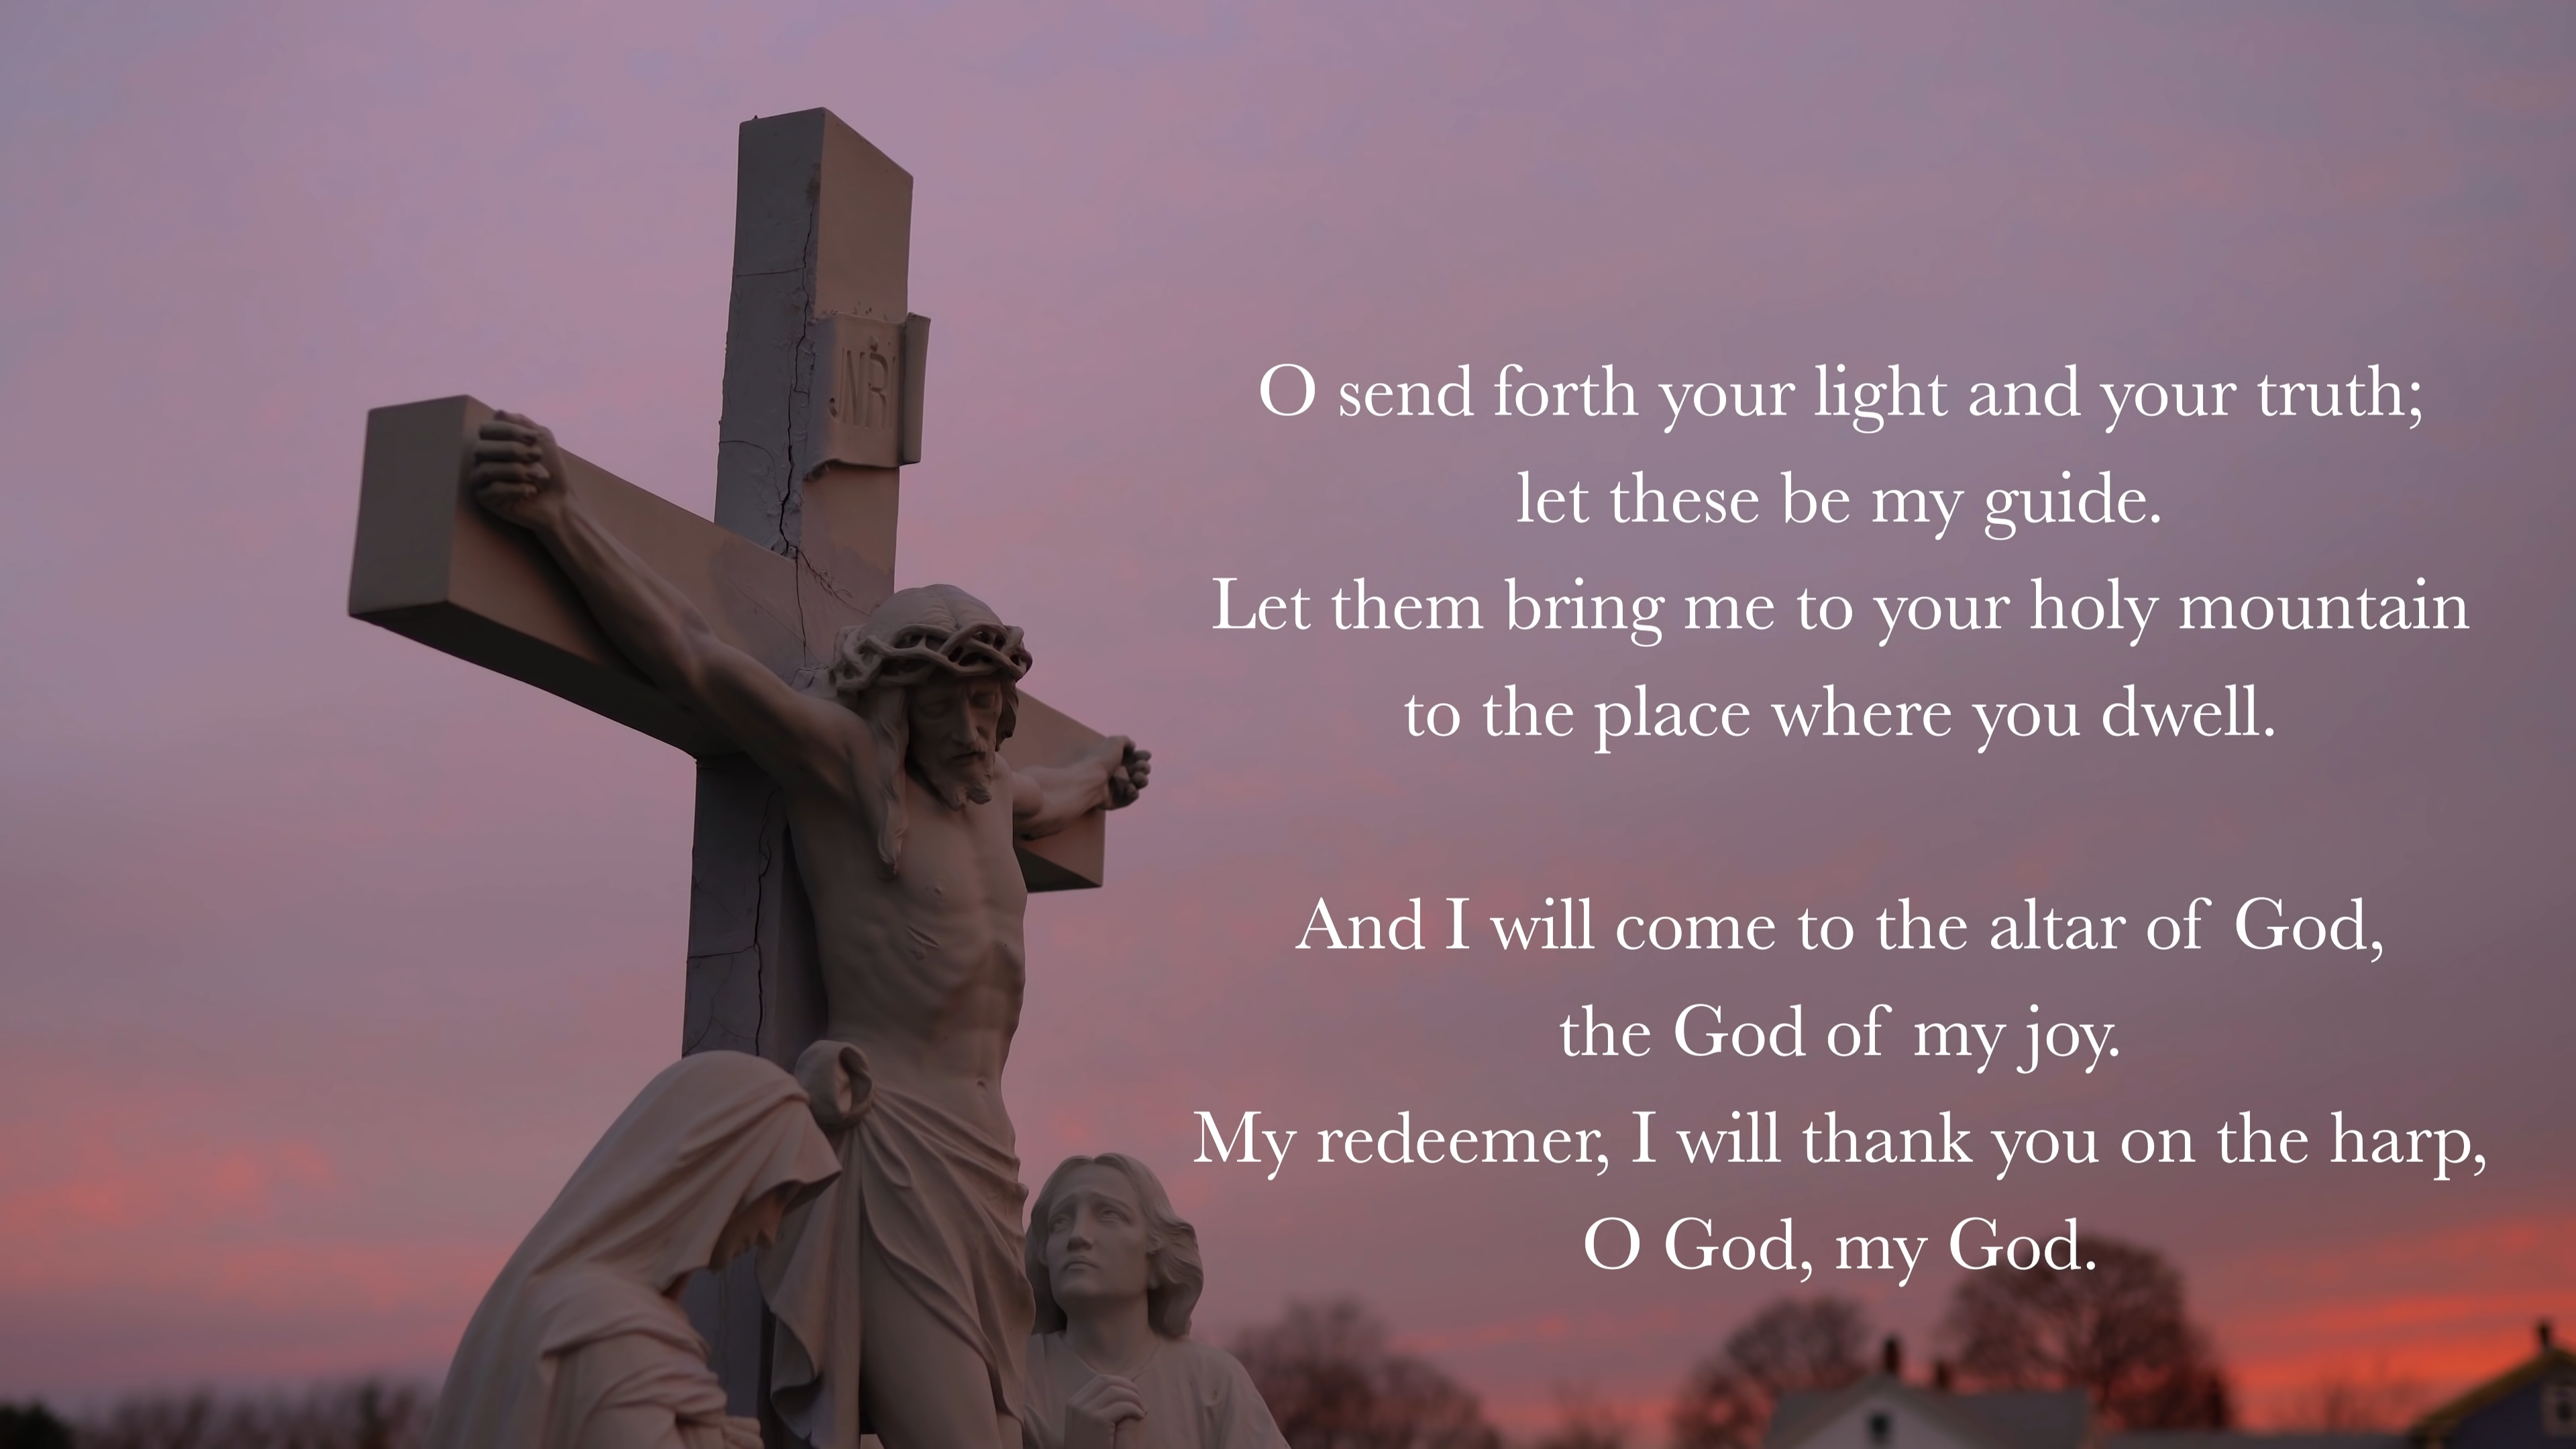 JNRI
O send forth your light and your truth;
let these be my guide.
Let them bring me to your holy mountain
to the place where you dwell.
And I will come to the altar of God,
the God of my joy.
My redeemer, I will thank you on the harp,
O God, my God.